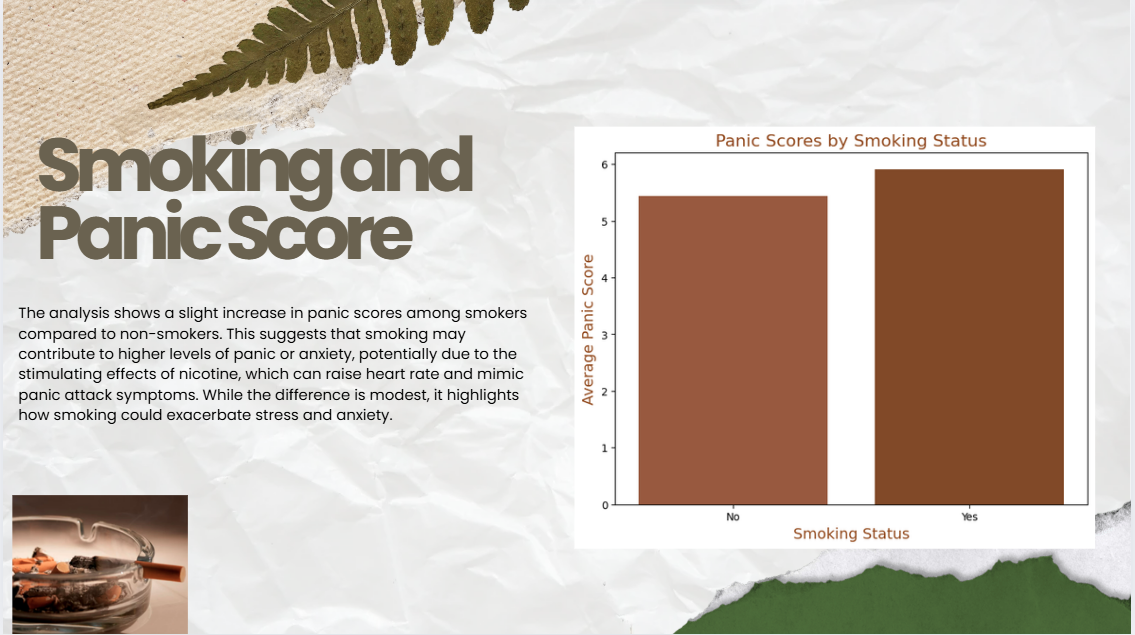 Smoking and
Panic Score
The analysis shows a slight increase in panic scores among smokers
compared to non-smokers. This suggests that smoking may
contribute to higher levels of panic or anxiety, potentially due to the
stimulating effects of nicotine, which can raise heart rate and mimic
panic attack symptoms. While the difference is modest, it highlights
how smoking could exacerbate stress and anxiety.
Panic Scores by Smoking Status
Average Panic Score
6
5
4
3
2
1
0
No Yes
Smoking Status